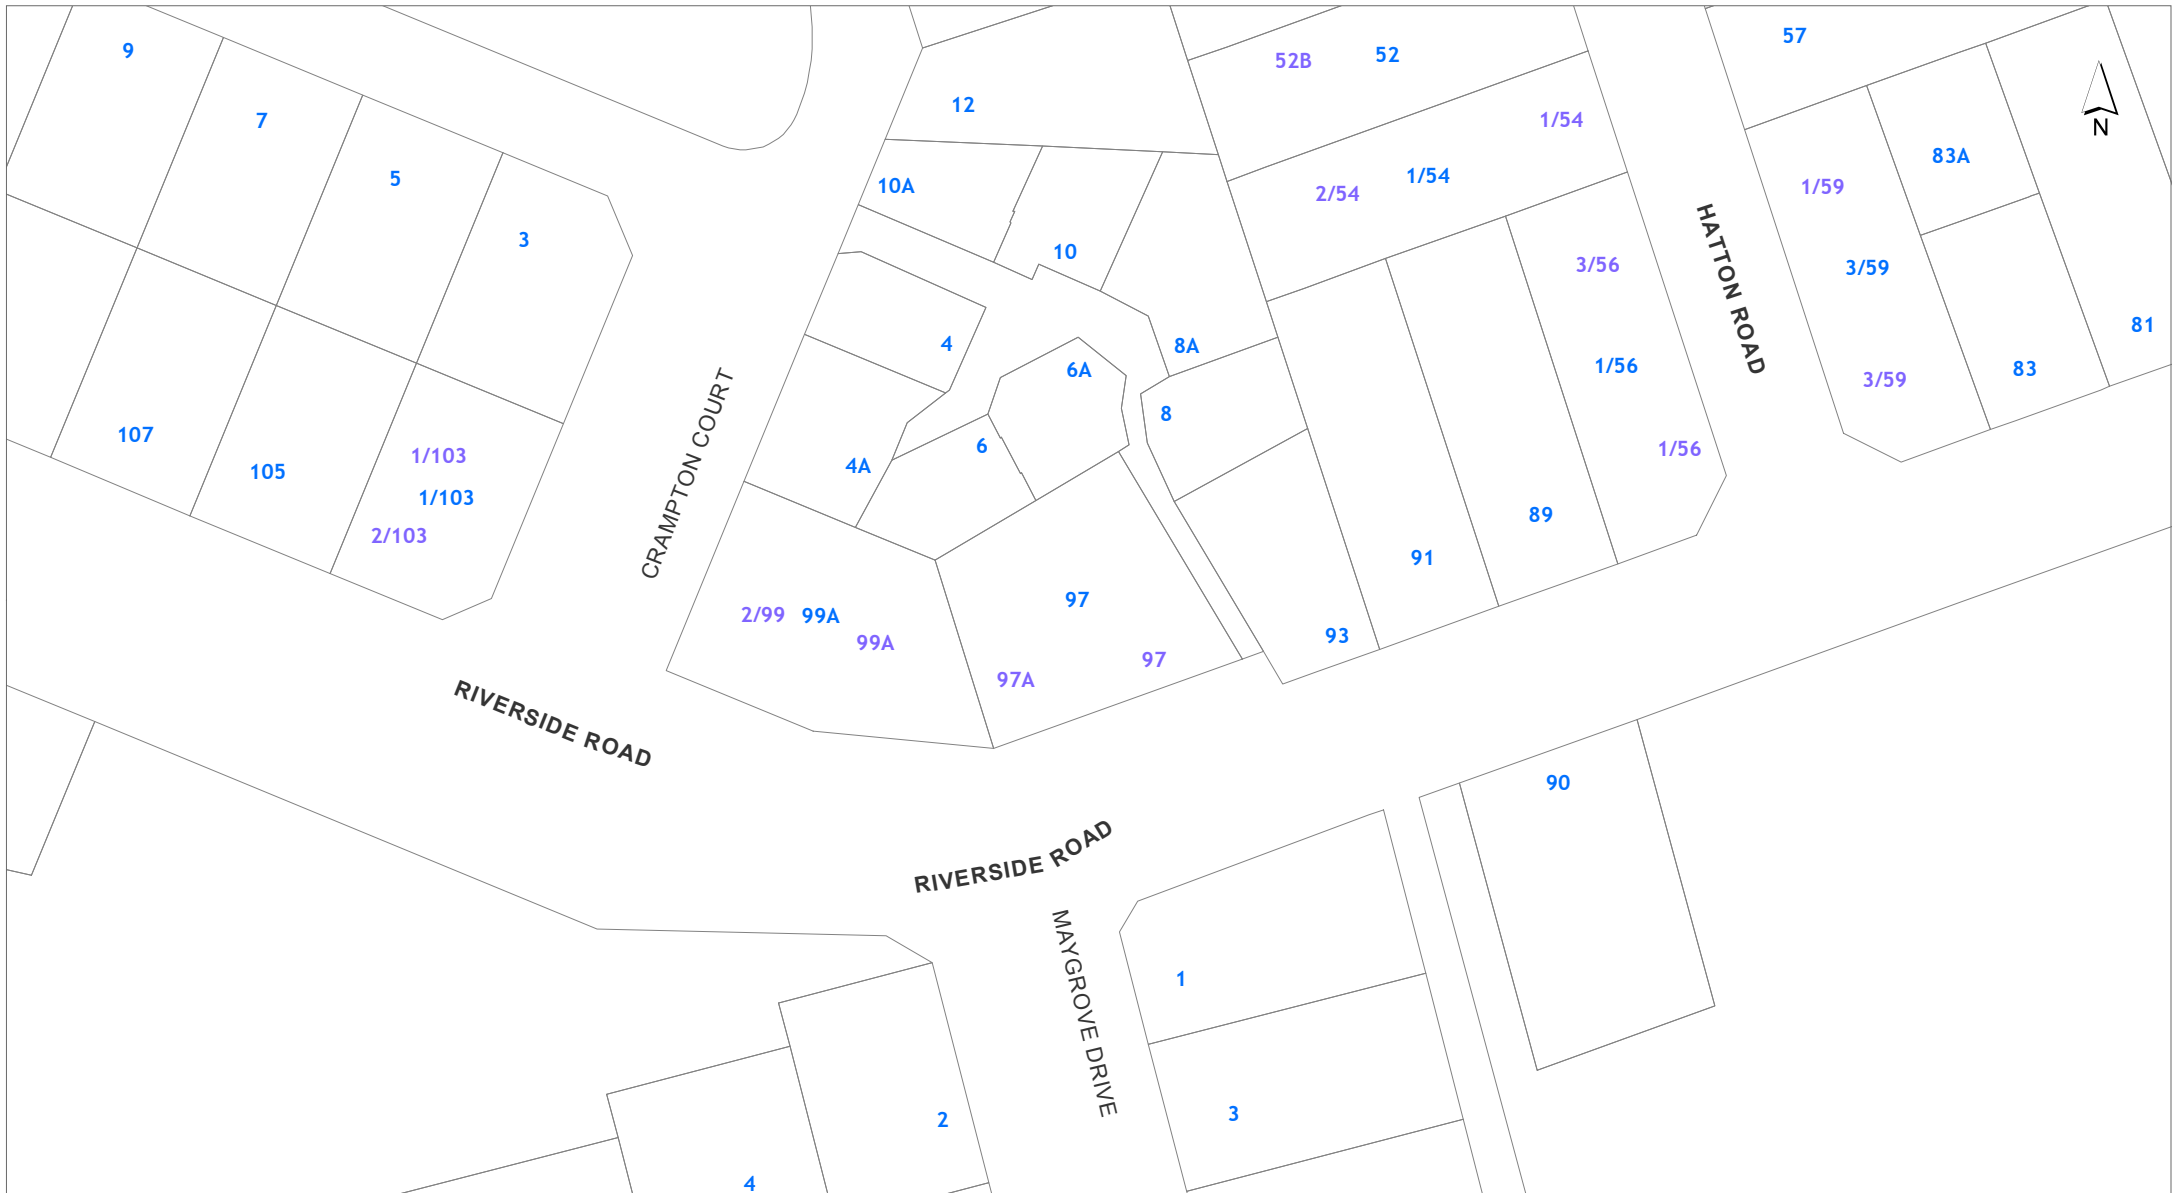 9
57
52
52B
12
1/54
7
N
83A
1/54
5
10A
1/59
2/54
3
10
3/56
3/59
HATTON ROAD
81
4
8A
1/56
83
6A
3/59
CRAMPTON COURT
8
107
6
1/56
1/103
4A
105
1/103
89
2/103
91
97
2/99
99A
93
99A
97
97A
RIVERSIDE ROAD
90
RIVERSIDE ROAD
MAYGROVE DRIVE
1
3
2
4